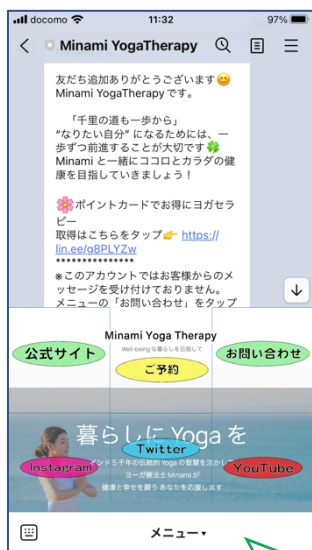 docomo
11:32
97%
Minami YogaTherapy
友だち追加ありがとうございます😄
Minami YogaTherapy です。
「千里の道も一歩から」
“なりたい自分” になるためには、一
歩ずつ前進することが大切です🍀
Minami と一緒にココロとカラダの健
康を目指していきましょう！
🌸ポイントカードでお得にヨガセラ
ピー
取得はこちらをタップ👉 https://
lin.ee/g8PLYZw
**************
※このアカウントではお客様からのメ
ッセージを受け付けておりません。
メニューの「お問い合わせ」をタップ
Minami Yoga Therapy
Well-being な暮らしを目指して
公式サイト
ご予約
お問い合わせ
暮らしに Yoga を
Twitter
インド5千年の伝統的 Yoga の智慧を活かして
Instagram
YouTube
ヨーガ療法士 Minami が
健康と幸せを願う あなたを応援します
メニュー▾